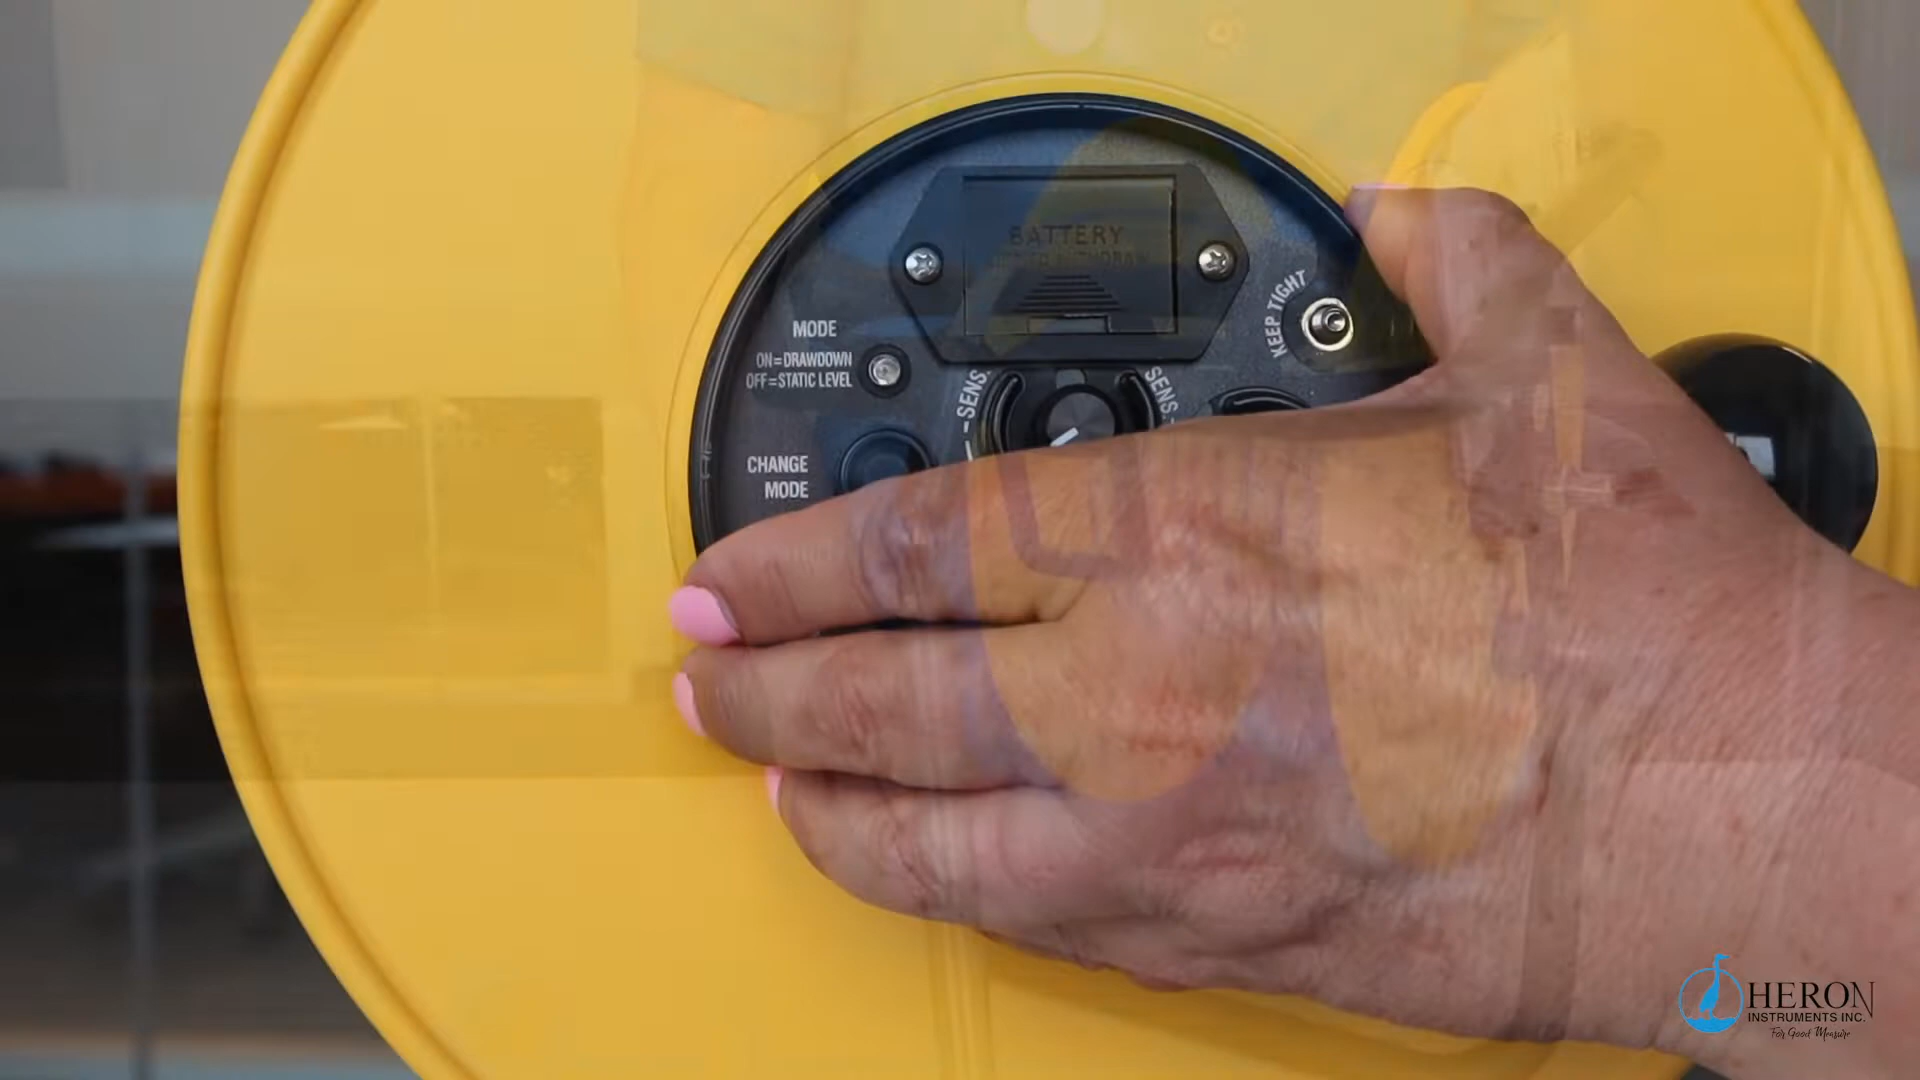 BATTERY
KEEP TIGHT
MODE
ON=DRAWDOWN
OFF=STATIC LEVEL
-SENS.
SENS.-
CHANGE
MODE
HERON
INSTRUMENTS INC.
For Good Measure